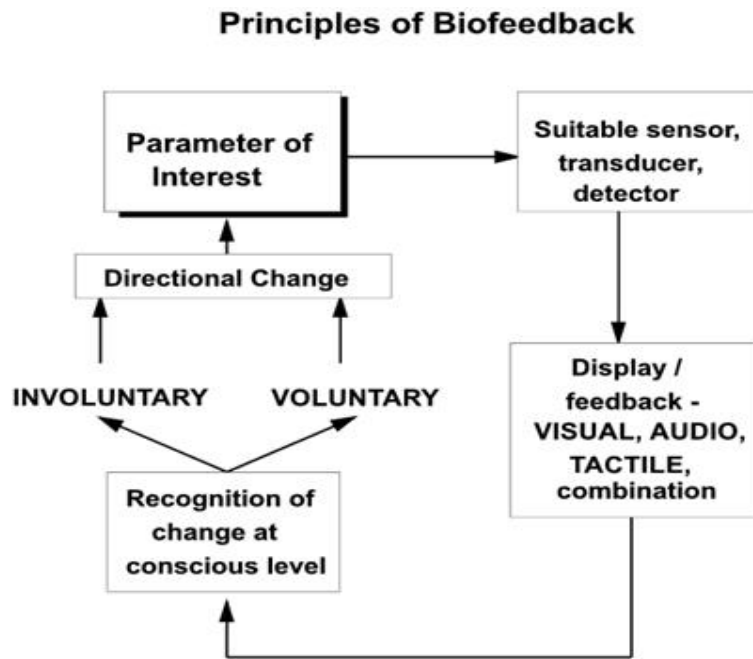 Principles of Biofeedback
Parameter of
Interest
Suitable sensor,
transducer,
detector
Directional Change
INVOLUNTARY
VOLUNTARY
Display /
feedback -
VISUAL, AUDIO,
TACTILE,
combination
Recognition of
change at
conscious level